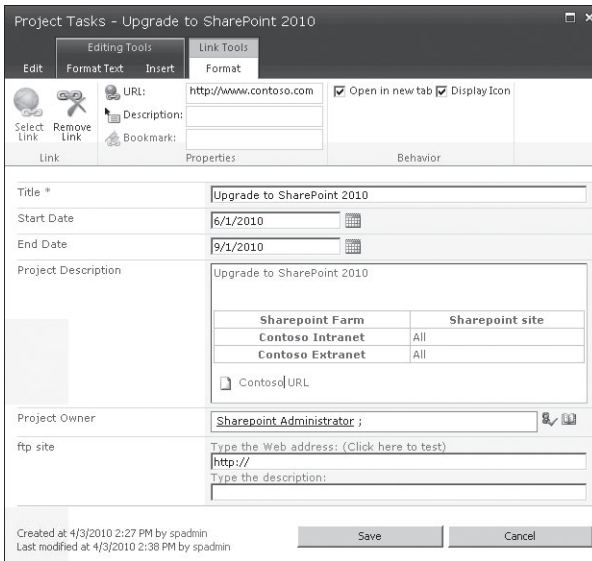 Project Tasks - Upgrade to SharePoint 2010
Editing Tools Link Tools
Edit Format Text Insert Format
Select Link
Remove Link
URL: http://www.contoso.com
Description:
Bookmark:
Open in new tab Display Icon
Link Properties Behavior
Title * Upgrade to SharePoint 2010
Start Date 6/1/2010
End Date 9/1/2010
Project Description Upgrade to SharePoint 2010
Sharepoint Farm Sharepoint site
Contoso Intranet All
Contoso Extranet All
Contoso URL
Project Owner Sharepoint Administrator ;
ftp site Type the Web address: (Click here to test)
http://
Type the description:
Created at 4/3/2010 2:27 PM by spadmin
Last modified at 4/3/2010 2:38 PM by spadmin
Save Cancel